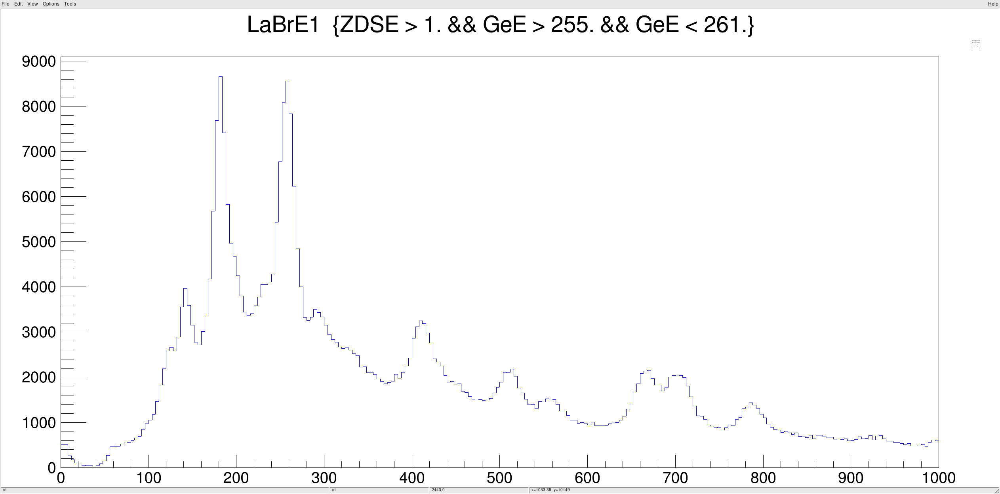 File Edit View Options Tools Help
LaBrE1 {ZDSE > 1. && GeE > 255. && GeE < 261.}
9000
8000
7000
6000
5000
4000
3000
2000
1000
0
0 100 200 300 400 500 600 700 800 900 1000
c1 c1 2443,0 x=1033.38, y=10149